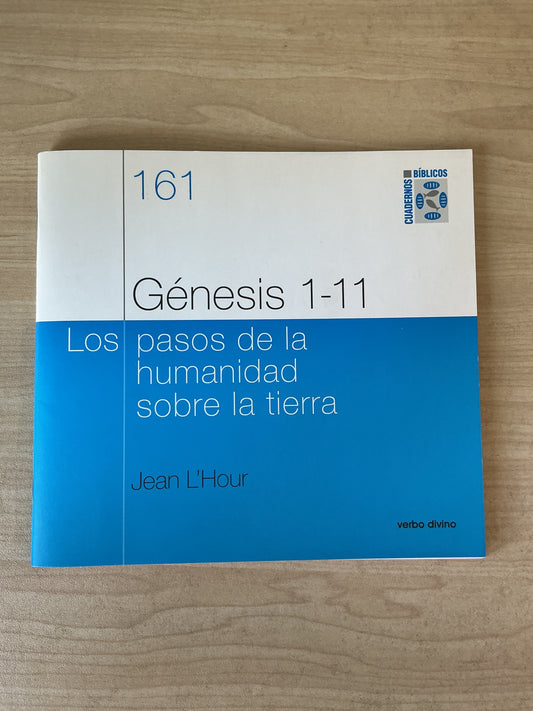 161
CUADERNOS
BÍBLICOS
Génesis 1-11
Los pasos de la
humanidad
sobre la tierra
Jean L'Hour
verbo divino